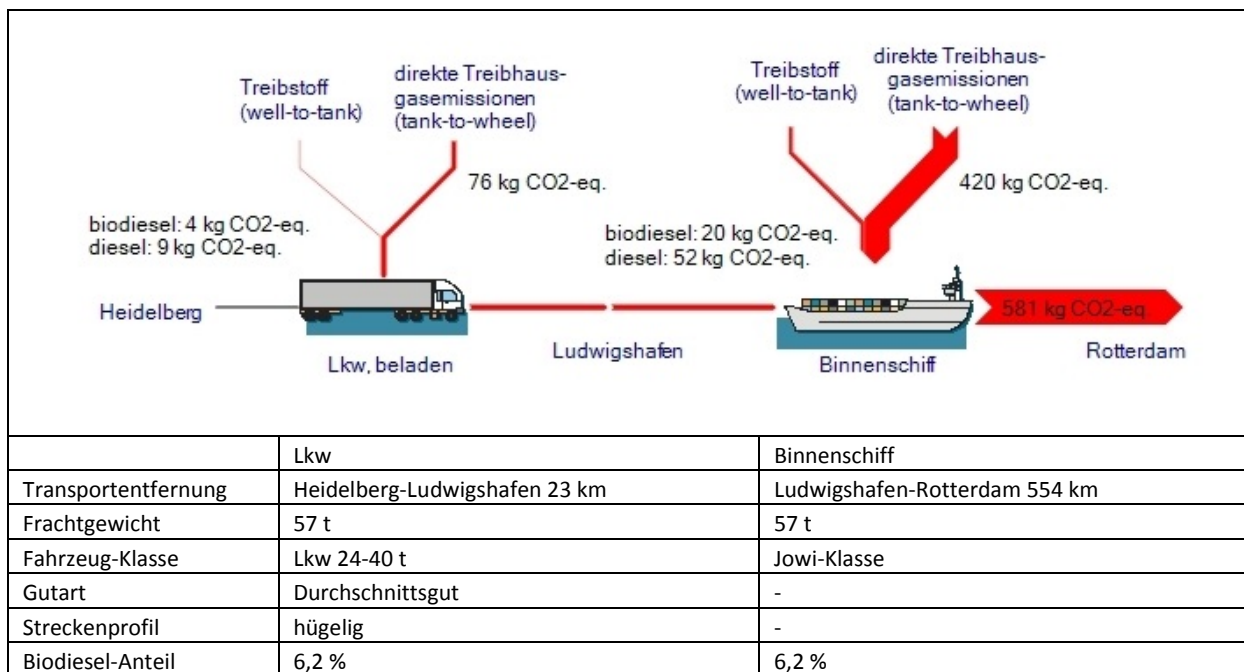 Treibstoff
(well-to-tank)
direkte Treibhaus-
gasemissionen
(tank-to-wheel)
76 kg CO2-eq.
biodiesel: 4 kg CO2-eq.
diesel: 9 kg CO2-eq.
Treibstoff
(well-to-tank)
direkte Treibhaus-
gasemissionen
(tank-to-wheel)
420 kg CO2-eq.
biodiesel: 20 kg CO2-eq.
diesel: 52 kg CO2-eq.
Heidelberg
Lkw, beladen
Ludwigshafen
Binnenschiff
581 kg CO2-eq.
Rotterdam
Lkw Binnenschiff
Transportentfernung Heidelberg-Ludwigshafen 23 km Ludwigshafen-Rotterdam 554 km
Frachtgewicht 57 t 57 t
Fahrzeug-Klasse Lkw 24-40 t Jowi-Klasse
Gutart Durchschnittsgut -
Streckenprofil hügelig -
Biodiesel-Anteil 6,2 % 6,2 %